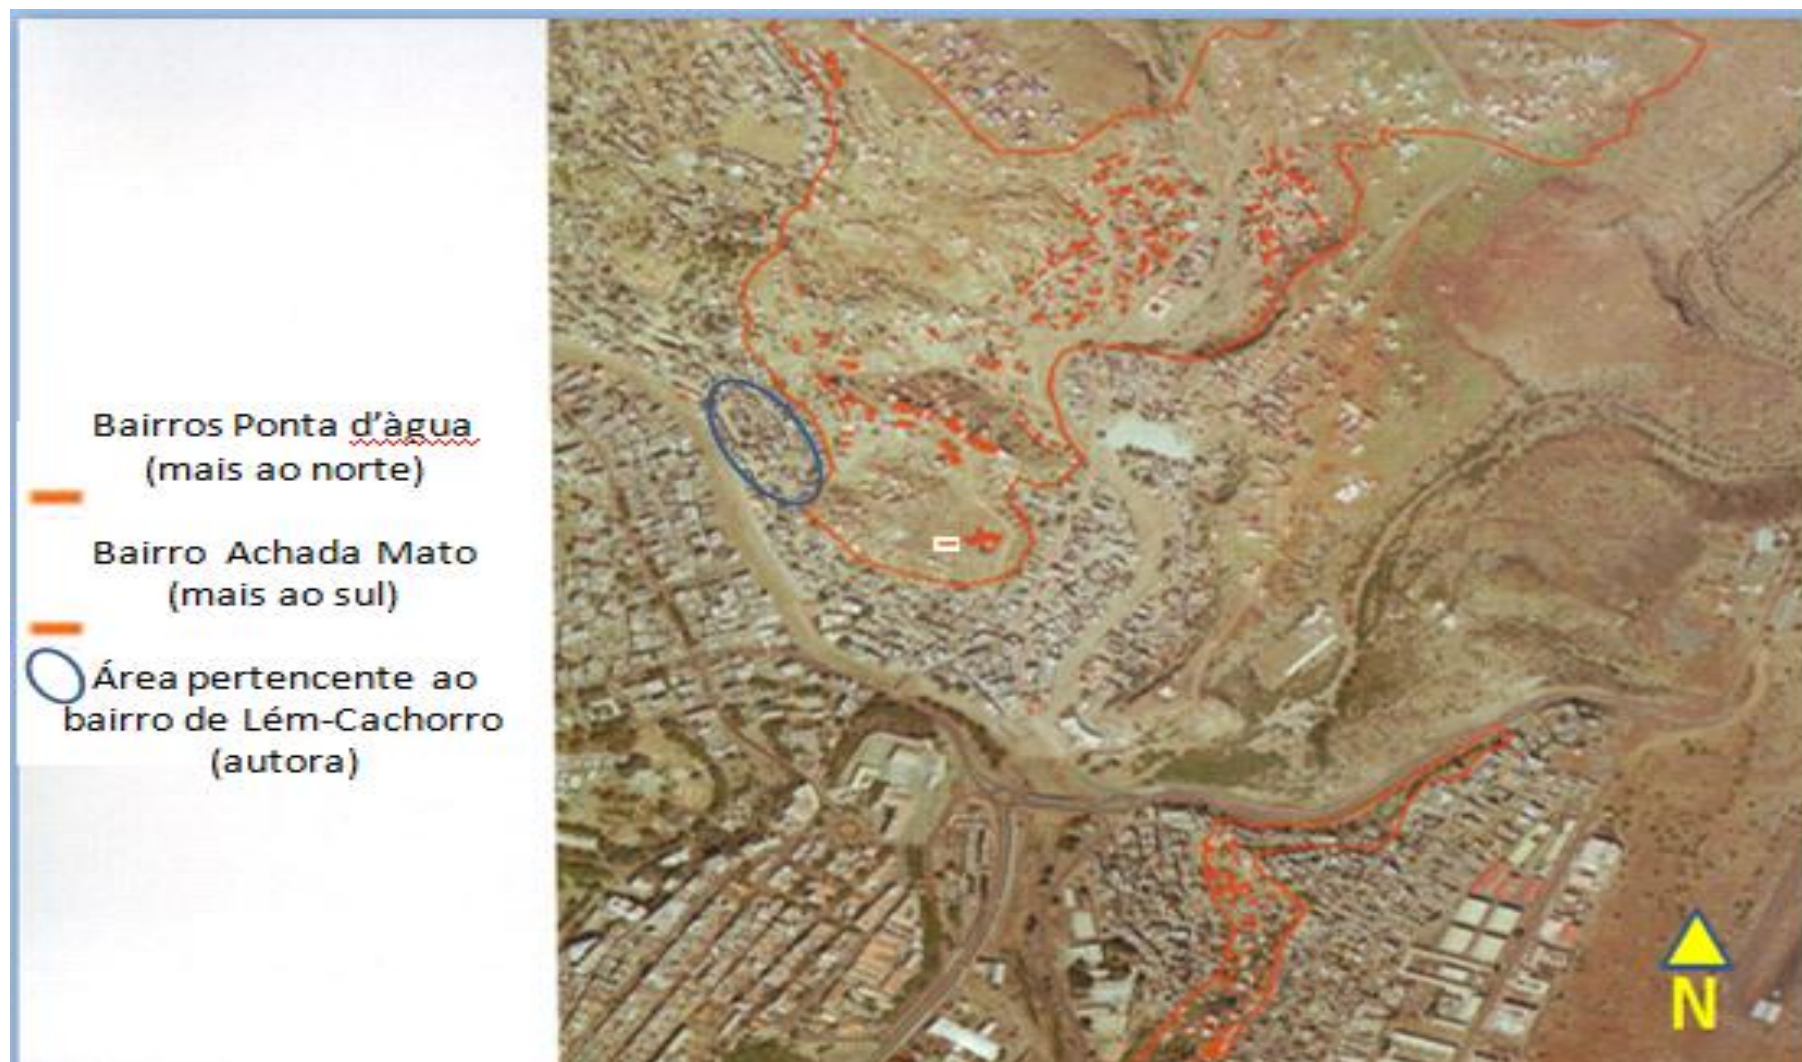 Bairros Ponta d'àgua
(mais ao norte)
Bairro Achada Mato
(mais ao sul)
Área pertencente ao
bairro de Lém-Cachorro
(autora)
N